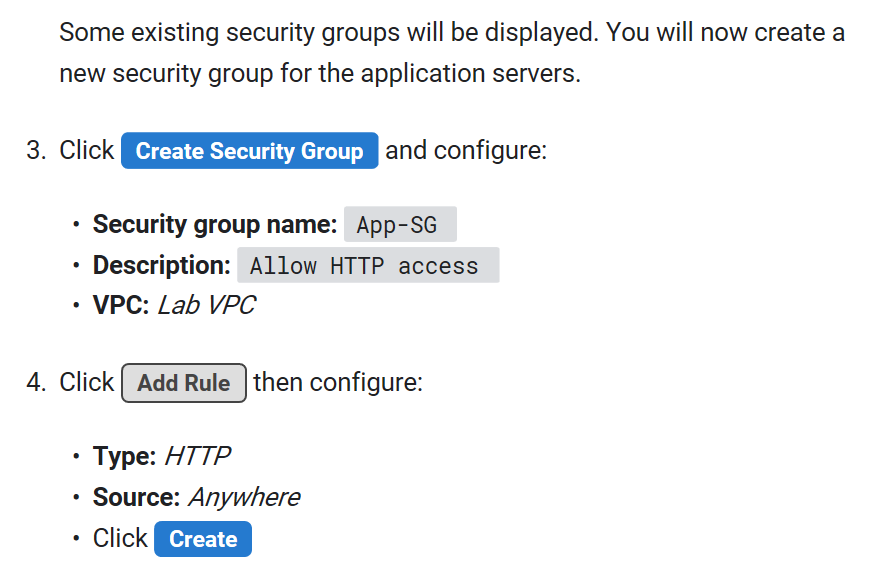 Some existing security groups will be displayed. You will now create a
new security group for the application servers.
3. Click Create Security Group and configure:
• Security group name: App-SG
• Description: Allow HTTP access
• VPC: Lab VPC
4. Click Add Rule then configure:
• Type: HTTP
• Source: Anywhere
• Click Create